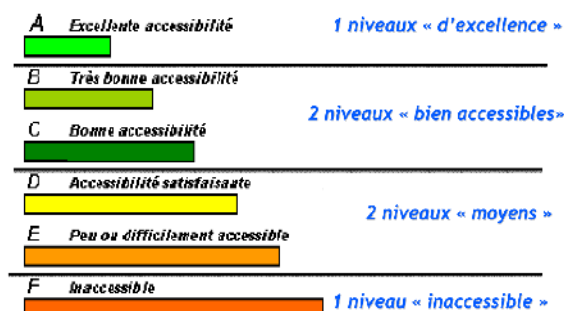 A Excellente accessibilité 1 niveaux « d'excellence »
B Très bonne accessibilité
2 niveaux « bien accessibles»
C Bonne accessibilité
D Accessibilité satisfaisaute
2 niveaux « moyens »
E Peu ou difficilement accessible
F Inaccessible
1 niveau « inaccessible »